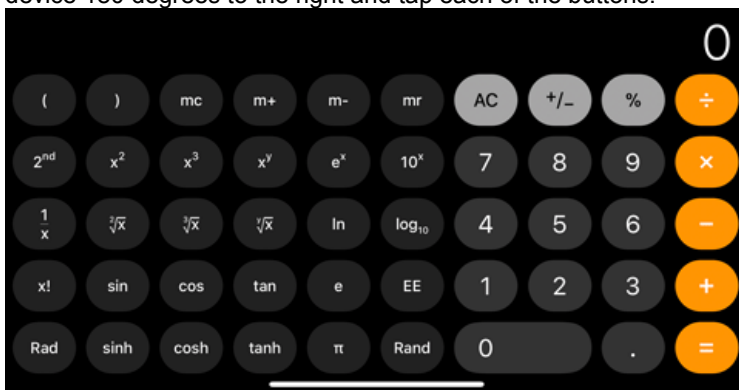 device 180 degrees to the right and tap each of the buttons.
0
( ) mc m+ m- mr AC +/- % ÷
2nd x² x³ xʸ eˣ 10ˣ 7 8 9 ×
1/x ²√x ³√x ʸ√x ln log₁₀ 4 5 6 −
x! sin cos tan e EE 1 2 3 +
Rad sinh cosh tanh π Rand 0 . =